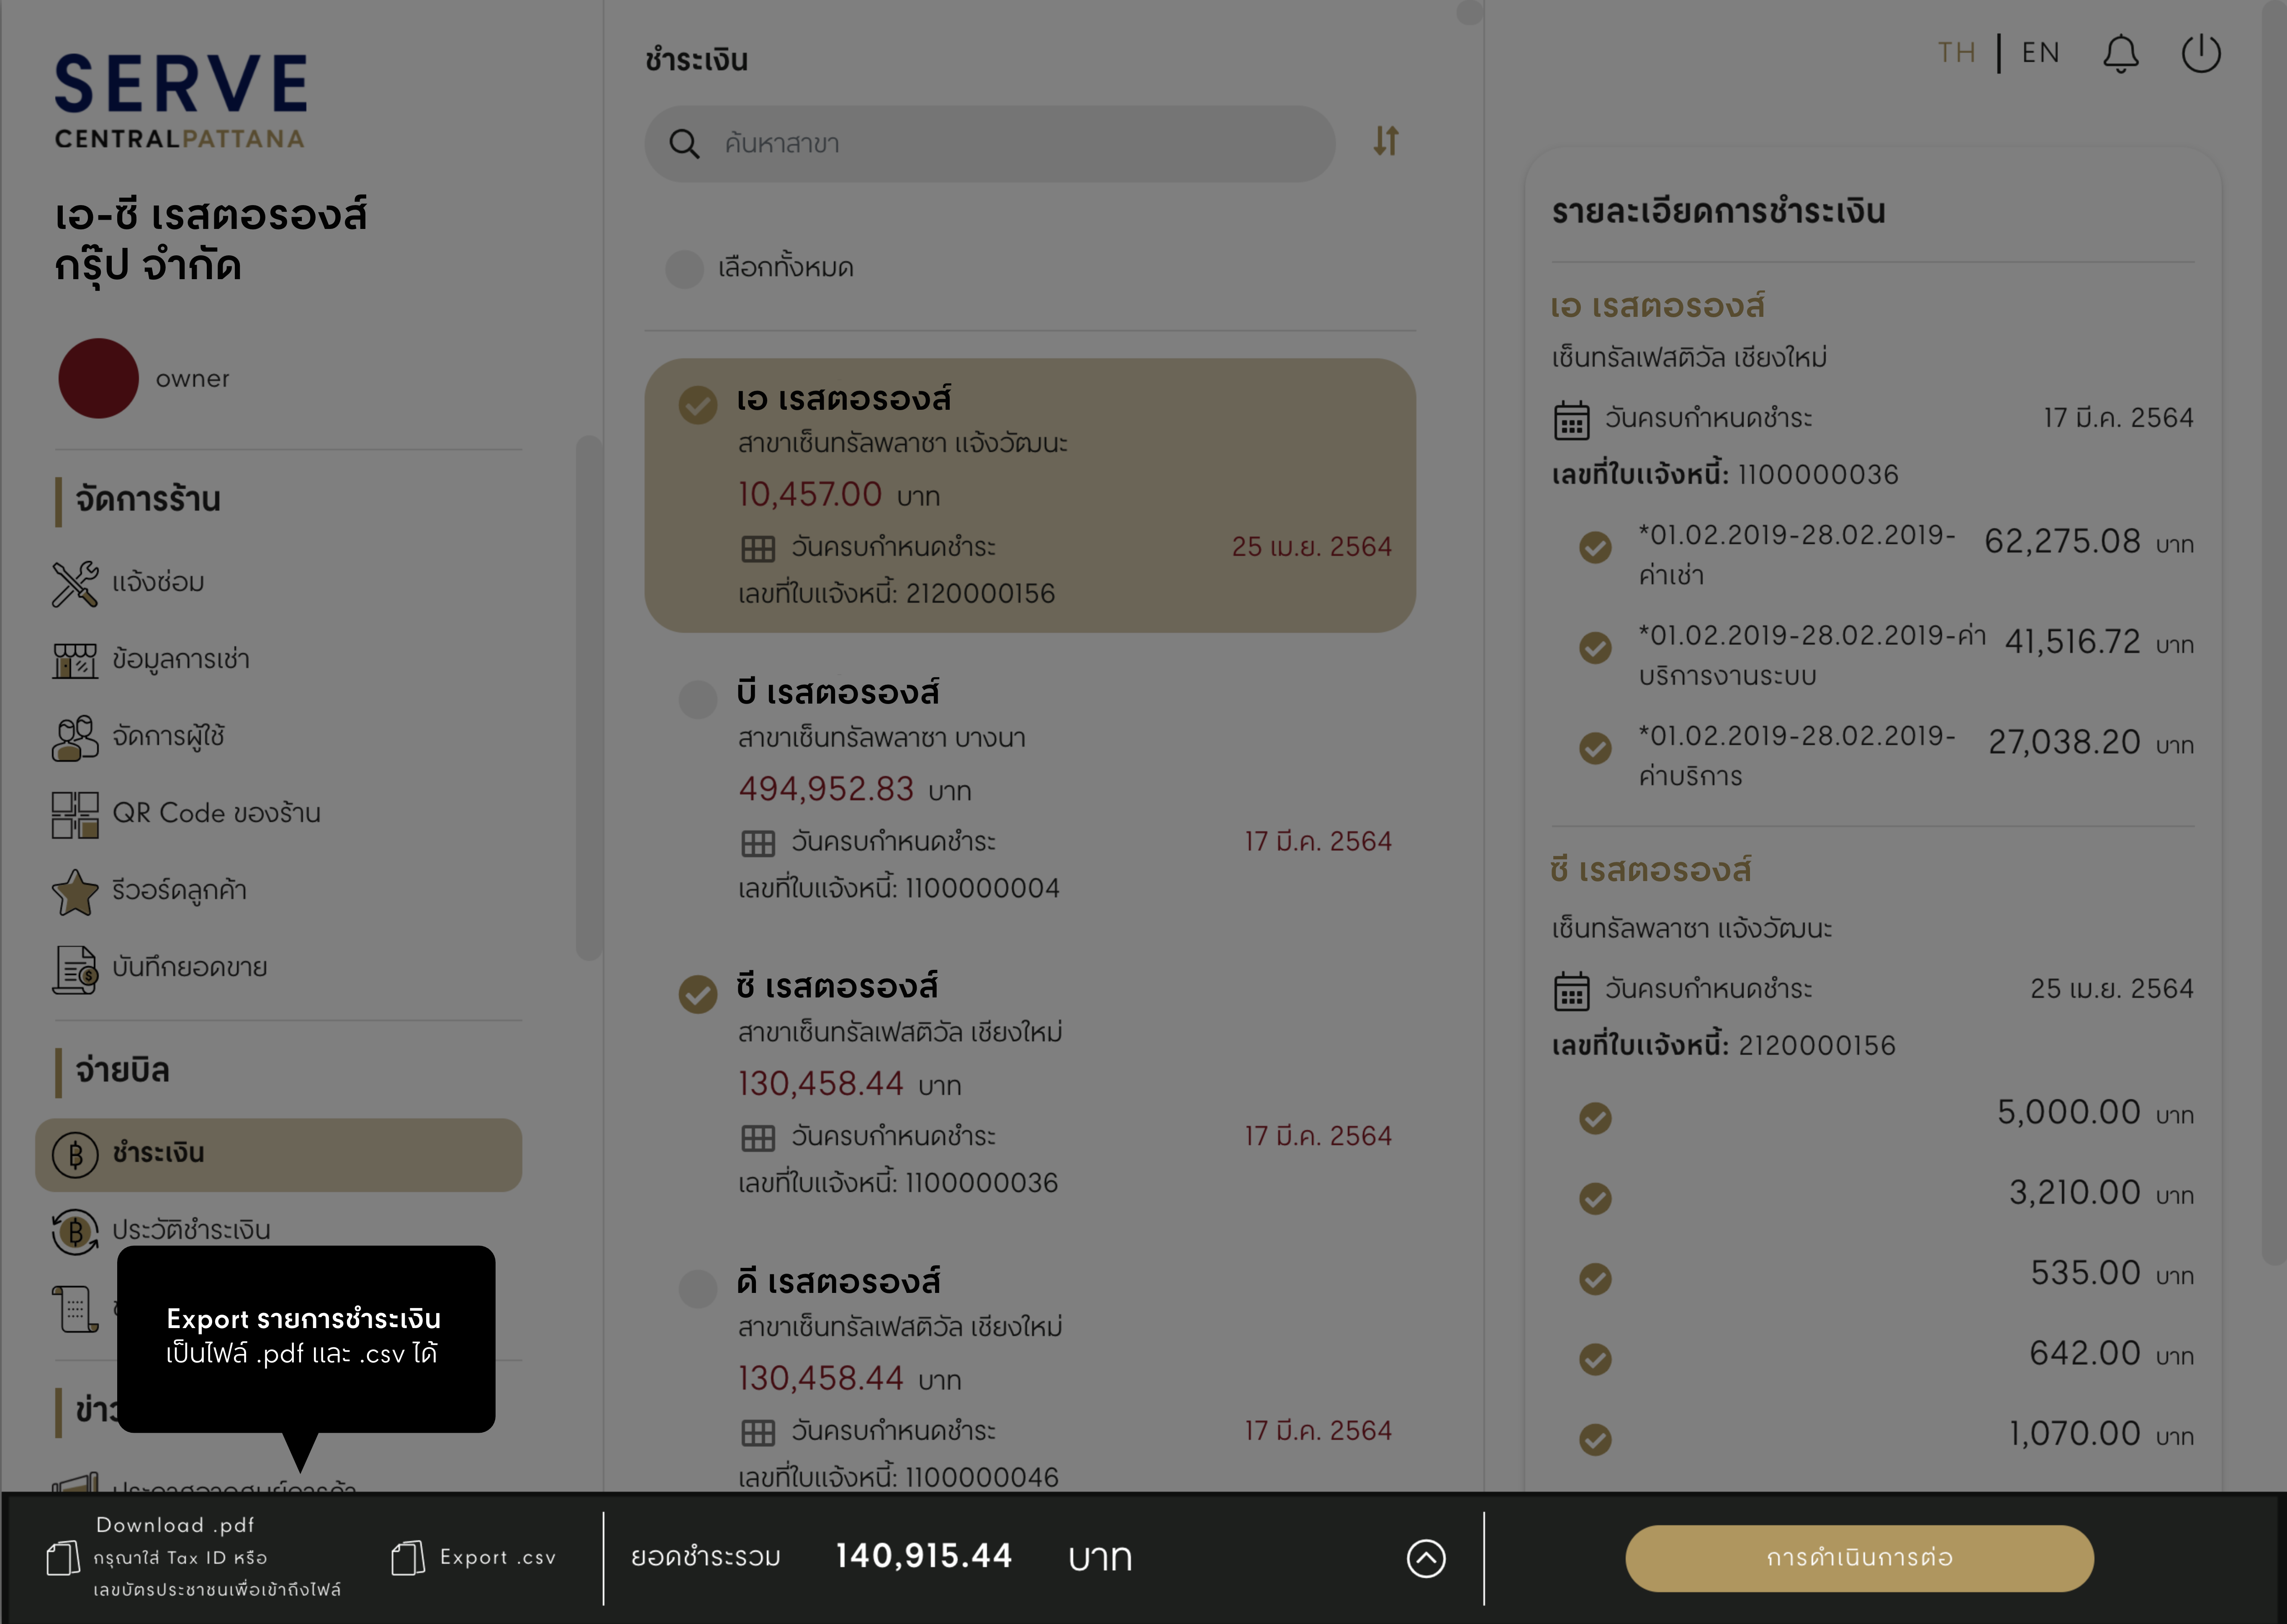 SERVE
CENTRALPATTANA
เอ-ซี เรสตอรองส์
กรุ๊ป จำกัด
owner
จัดการร้าน
แจ้งซ่อม
ข้อมูลการเช่า
จัดการผู้ใช้
QR Code ของร้าน
รีวอร์ดลูกค้า
บันทึกยอดขาย
จ่ายบิล
ชำระเงิน
ประวัติชำระเงิน
Export รายการชำระเงิน
เป็นไฟล์ .pdf และ .csv ได้
ประกาศจากศูนย์การค้า
ชำระเงิน
ค้นหาสาขา
เลือกทั้งหมด
เอ เรสตอรองส์
สาขาเซ็นทรัลพลาซา แจ้งวัฒนะ
10,457.00 บาท
วันครบกำหนดชำระ 25 เม.ย. 2564
เลขที่ใบแจ้งหนี้: 2120000156
บี เรสตอรองส์
สาขาเซ็นทรัลพลาซา บางนา
494,952.83 บาท
วันครบกำหนดชำระ 17 มี.ค. 2564
เลขที่ใบแจ้งหนี้: 1100000004
ซี เรสตอรองส์
สาขาเซ็นทรัลเฟสติวัล เชียงใหม่
130,458.44 บาท
วันครบกำหนดชำระ 17 มี.ค. 2564
เลขที่ใบแจ้งหนี้: 1100000036
ดี เรสตอรองส์
สาขาเซ็นทรัลเฟสติวัล เชียงใหม่
130,458.44 บาท
วันครบกำหนดชำระ 17 มี.ค. 2564
เลขที่ใบแจ้งหนี้: 1100000046
TH | EN
รายละเอียดการชำระเงิน
เอ เรสตอรองส์
เซ็นทรัลเฟสติวัล เชียงใหม่
วันครบกำหนดชำระ 17 มี.ค. 2564
เลขที่ใบแจ้งหนี้: 1100000036
*01.02.2019-28.02.2019- 62,275.08 บาท
ค่าเช่า
*01.02.2019-28.02.2019-ค่า 41,516.72 บาท
บริการงานระบบ
*01.02.2019-28.02.2019- 27,038.20 บาท
ค่าบริการ
ซี เรสตอรองส์
เซ็นทรัลพลาซา แจ้งวัฒนะ
วันครบกำหนดชำระ 25 เม.ย. 2564
เลขที่ใบแจ้งหนี้: 2120000156
5,000.00 บาท
3,210.00 บาท
535.00 บาท
642.00 บาท
1,070.00 บาท
Download .pdf
กรุณาใส่ Tax ID หรือ
เลขบัตรประชาชนเพื่อเข้าถึงไฟล์
Export .csv
ยอดชำระรวม 140,915.44 บาท
การดำเนินการต่อ